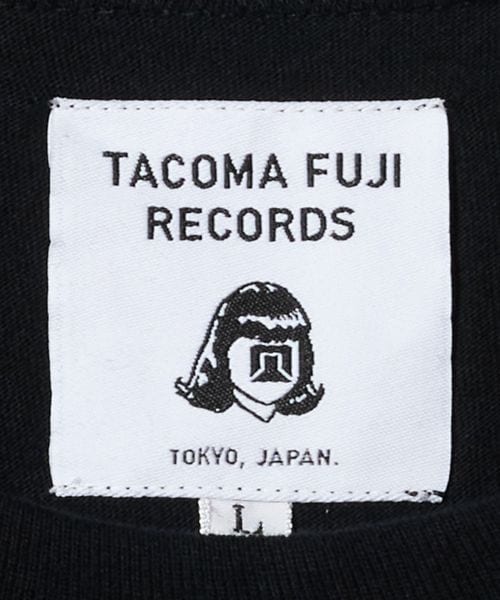 TACOMA FUJI
RECORDS
TOKYO, JAPAN.
L